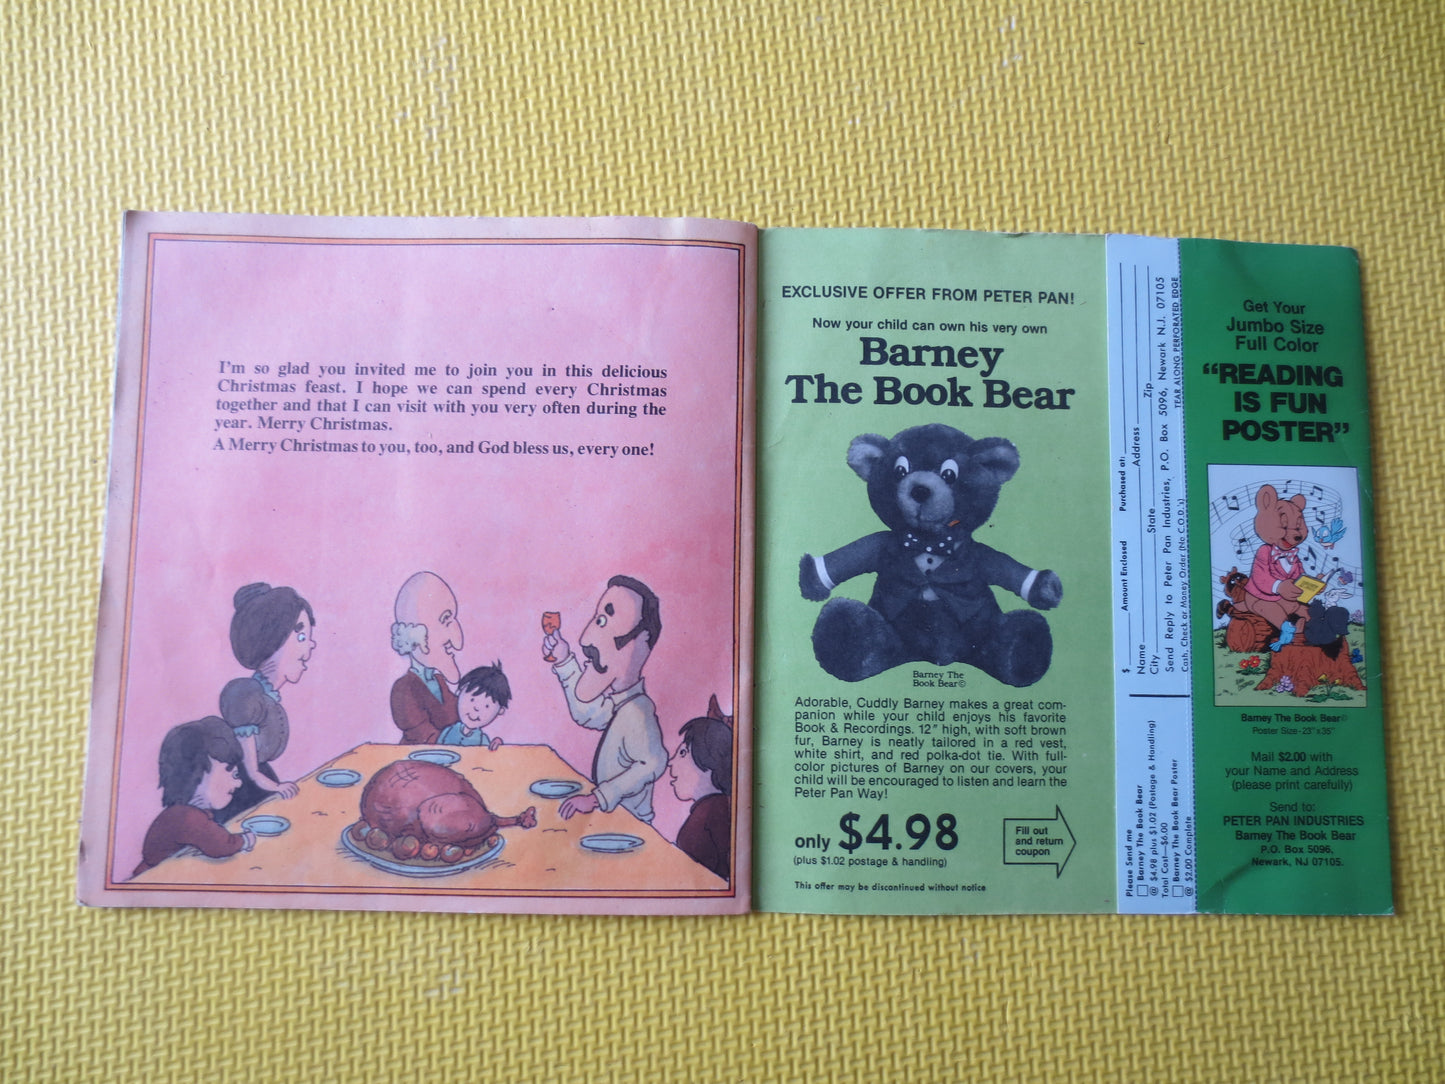 I'm so glad you invited me to join you in this delicious
Christmas feast. I hope we can spend every Christmas
together and that I can visit with you very often during the
year. Merry Christmas.
A Merry Christmas to you, too, and God bless us, every one!
EXCLUSIVE OFFER FROM PETER PAN!
Now your child can own his very own
Barney
The Book Bear
Barney The
Book Bear©
Adorable, Cuddly Barney makes a great com-
panion while your child enjoys his favorite
Book & Recordings. 12" high, with soft brown
fur, Barney is neatly tailored in a red vest,
white shirt, and red polka-dot tie. With full-
color pictures of Barney on our covers, your
child will be encouraged to listen and learn the
Peter Pan Way!
only $4.98
(plus $1.02 postage & handling)
Fill out
and return
coupon
This offer may be discontinued without notice
Please Send me
Barney The Book Bear
@ $4.98 plus $1.02 (Postage & Handling)
Total Cost—$6.00
Barney The Book Bear Poster
@ $2.00 Complete
$ Amount Enclosed Purchased at:
Name Address
City State Zip
Send Reply to Peter Pan Industries, P.O. Box 5096, Newark N.J. 07105
Cash, Check or Money Order (No C.O.D.'s) TEAR ALONG PERFORATED EDGE
Get Your
Jumbo Size
Full Color
"READING
IS FUN
POSTER"
Barney The Book Bear©
Poster Size-23"x35"
Mail $2.00 with
your Name and Address
(please print carefully)
Send to:
PETER PAN INDUSTRIES
Barney The Book Bear
P.O. Box 5096,
Newark, NJ 07105.